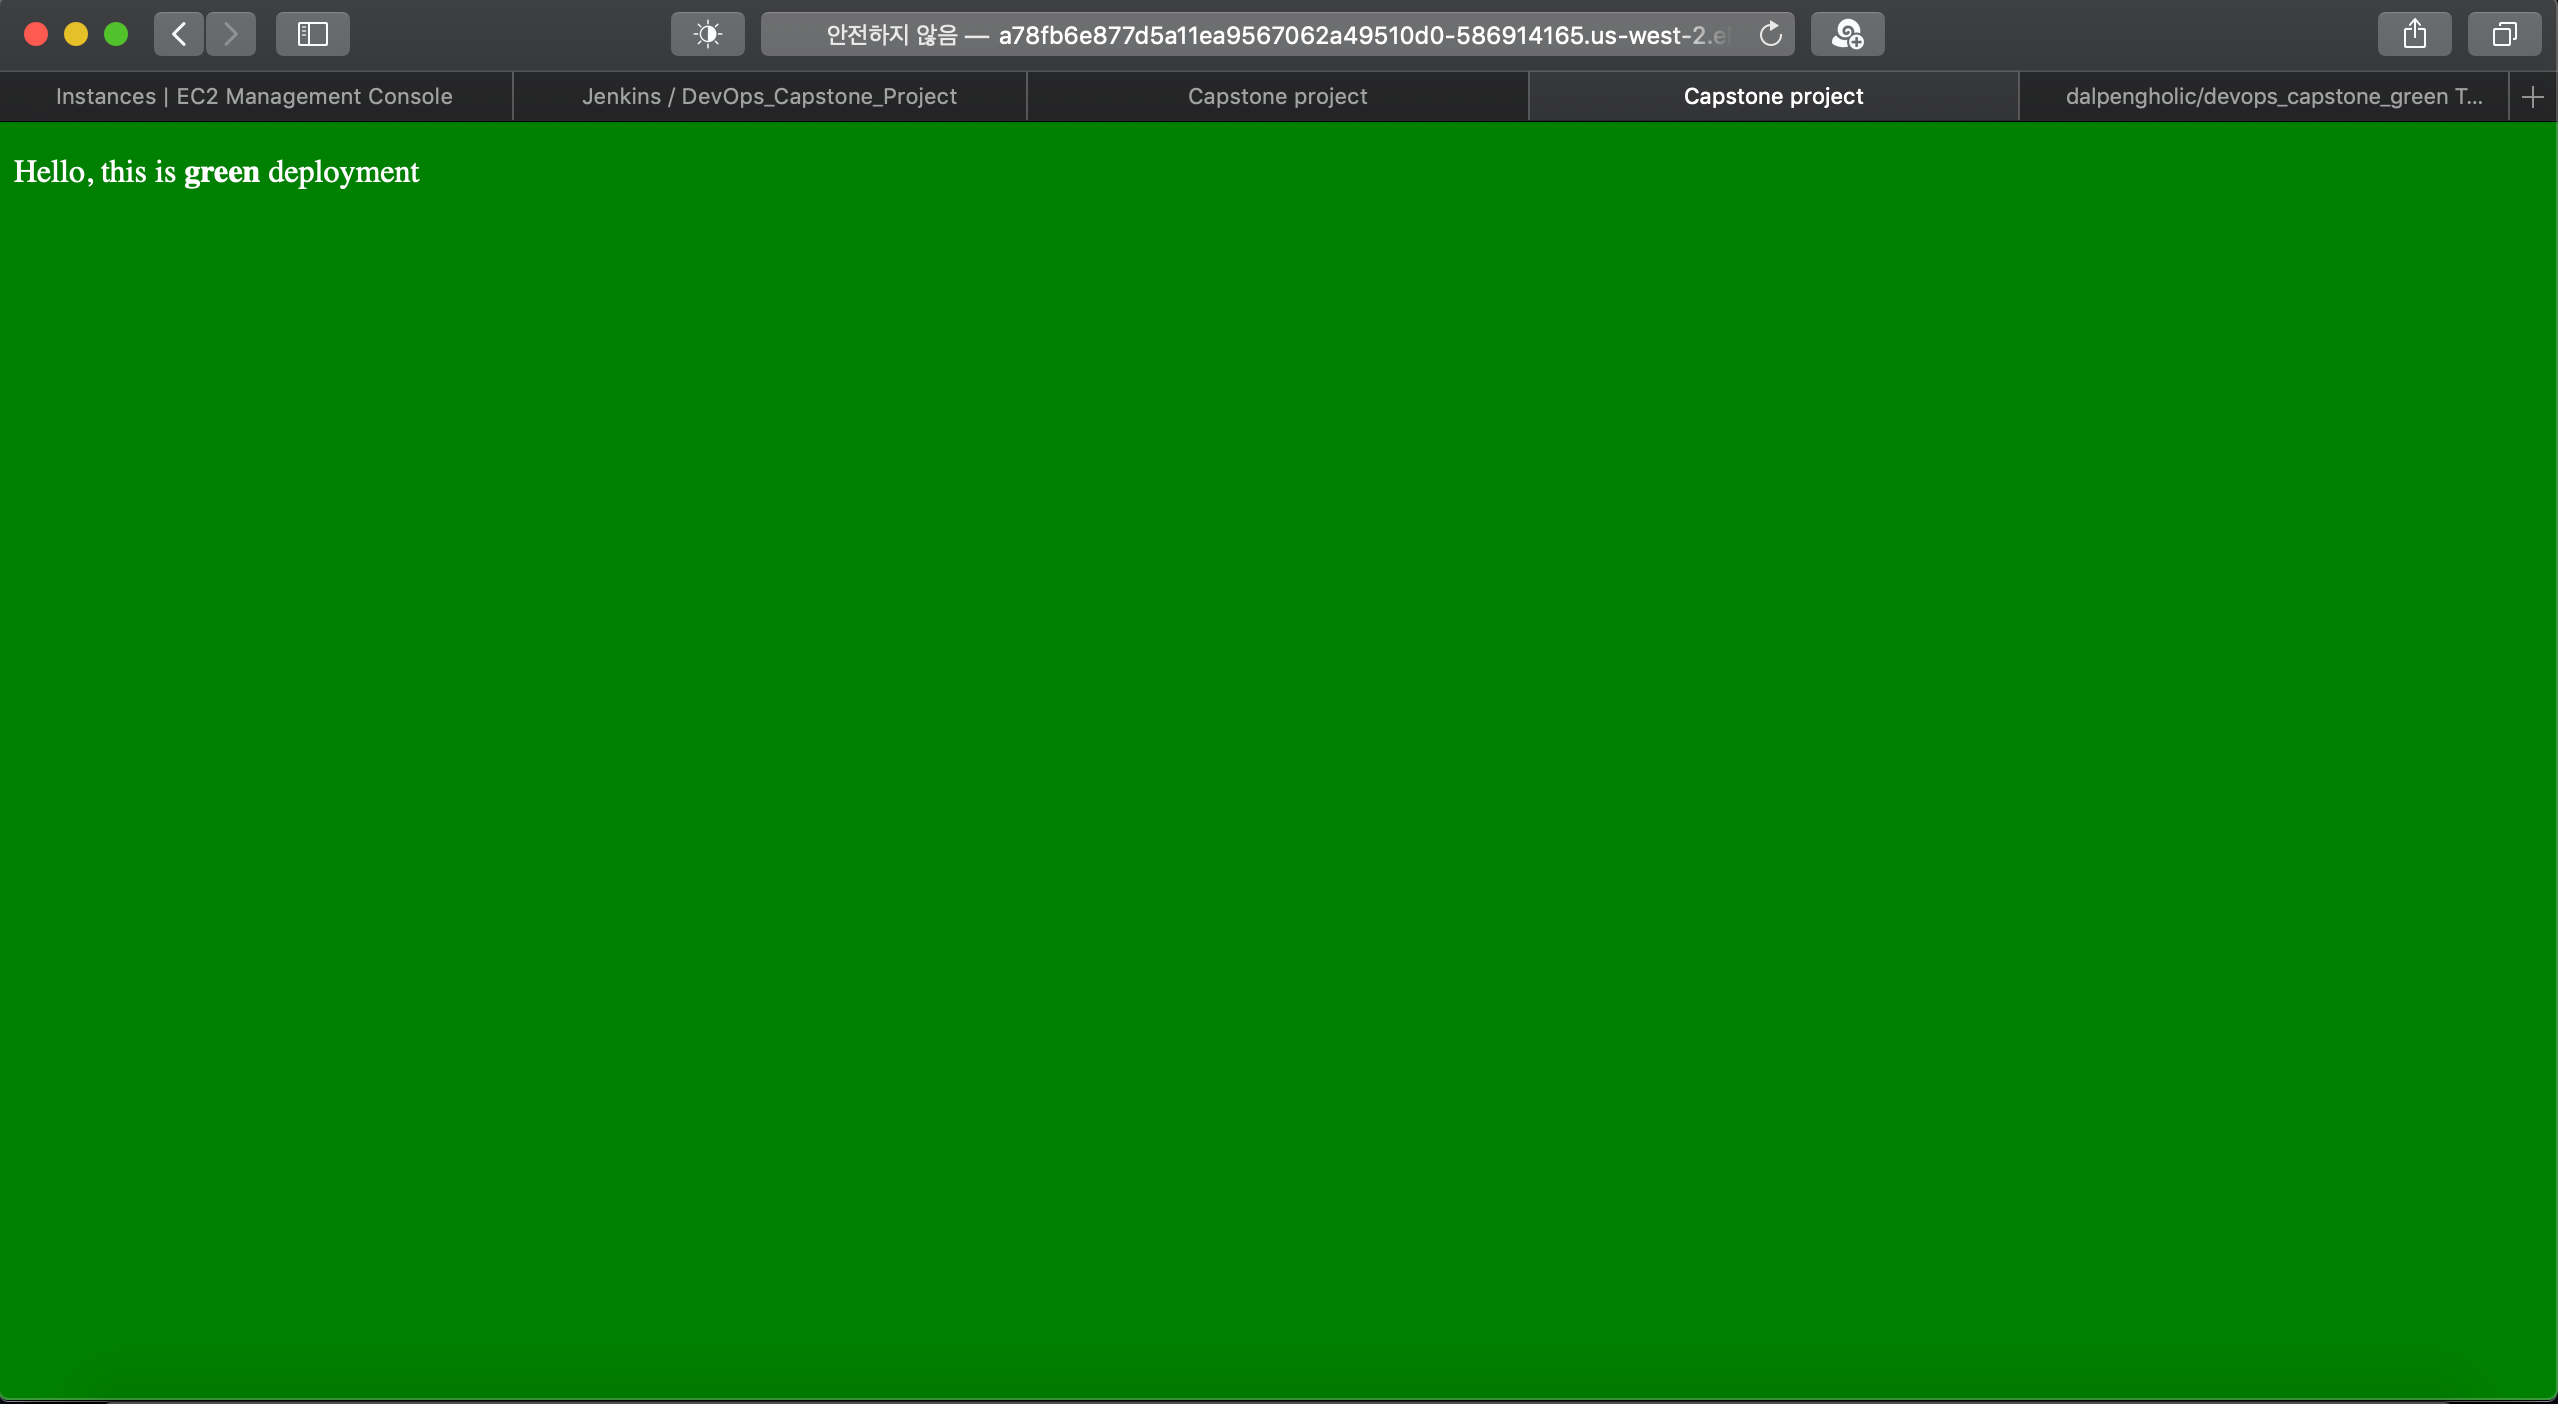 안전하지 않음 — a78fb6e877d5a11ea9567062a49510d0-586914165.us-west-2.el
Instances | EC2 Management Console
Jenkins / DevOps_Capstone_Project
Capstone project
Capstone project
dalpengholic/devops_capstone_green T...
Hello, this is green deployment